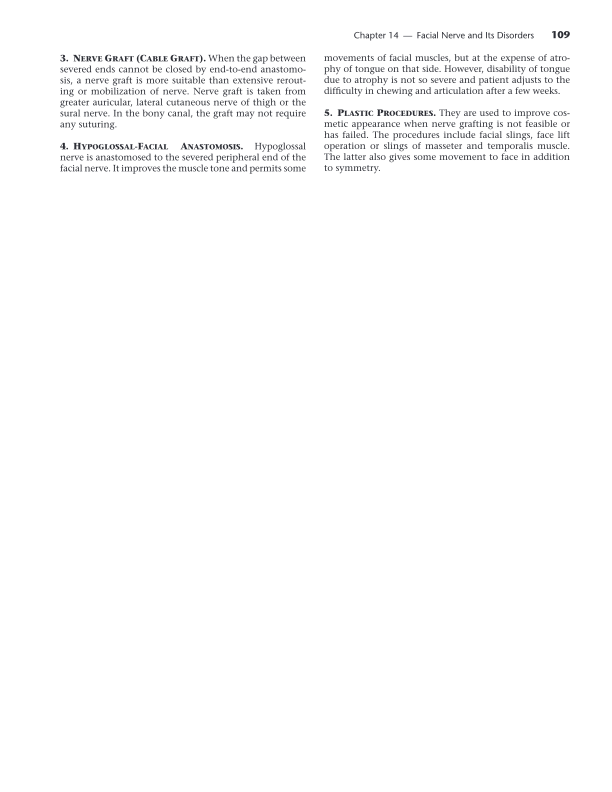 Chapter 14 — Facial Nerve and Its Disorders 109
3. NERVE GRAFT (CABLE GRAFT). When the gap between
severed ends cannot be closed by end-to-end anastomo-
sis, a nerve graft is more suitable than extensive rerout-
ing or mobilization of nerve. Nerve graft is taken from
greater auricular, lateral cutaneous nerve of thigh or the
sural nerve. In the bony canal, the graft may not require
any suturing.
4. HYPOGLOSSAL-FACIAL ANASTOMOSIS. Hypoglossal
nerve is anastomosed to the severed peripheral end of the
facial nerve. It improves the muscle tone and permits some
movements of facial muscles, but at the expense of atro-
phy of tongue on that side. However, disability of tongue
due to atrophy is not so severe and patient adjusts to the
difficulty in chewing and articulation after a few weeks.
5. PLASTIC PROCEDURES. They are used to improve cos-
metic appearance when nerve grafting is not feasible or
has failed. The procedures include facial slings, face lift
operation or slings of masseter and temporalis muscle.
The latter also gives some movement to face in addition
to symmetry.